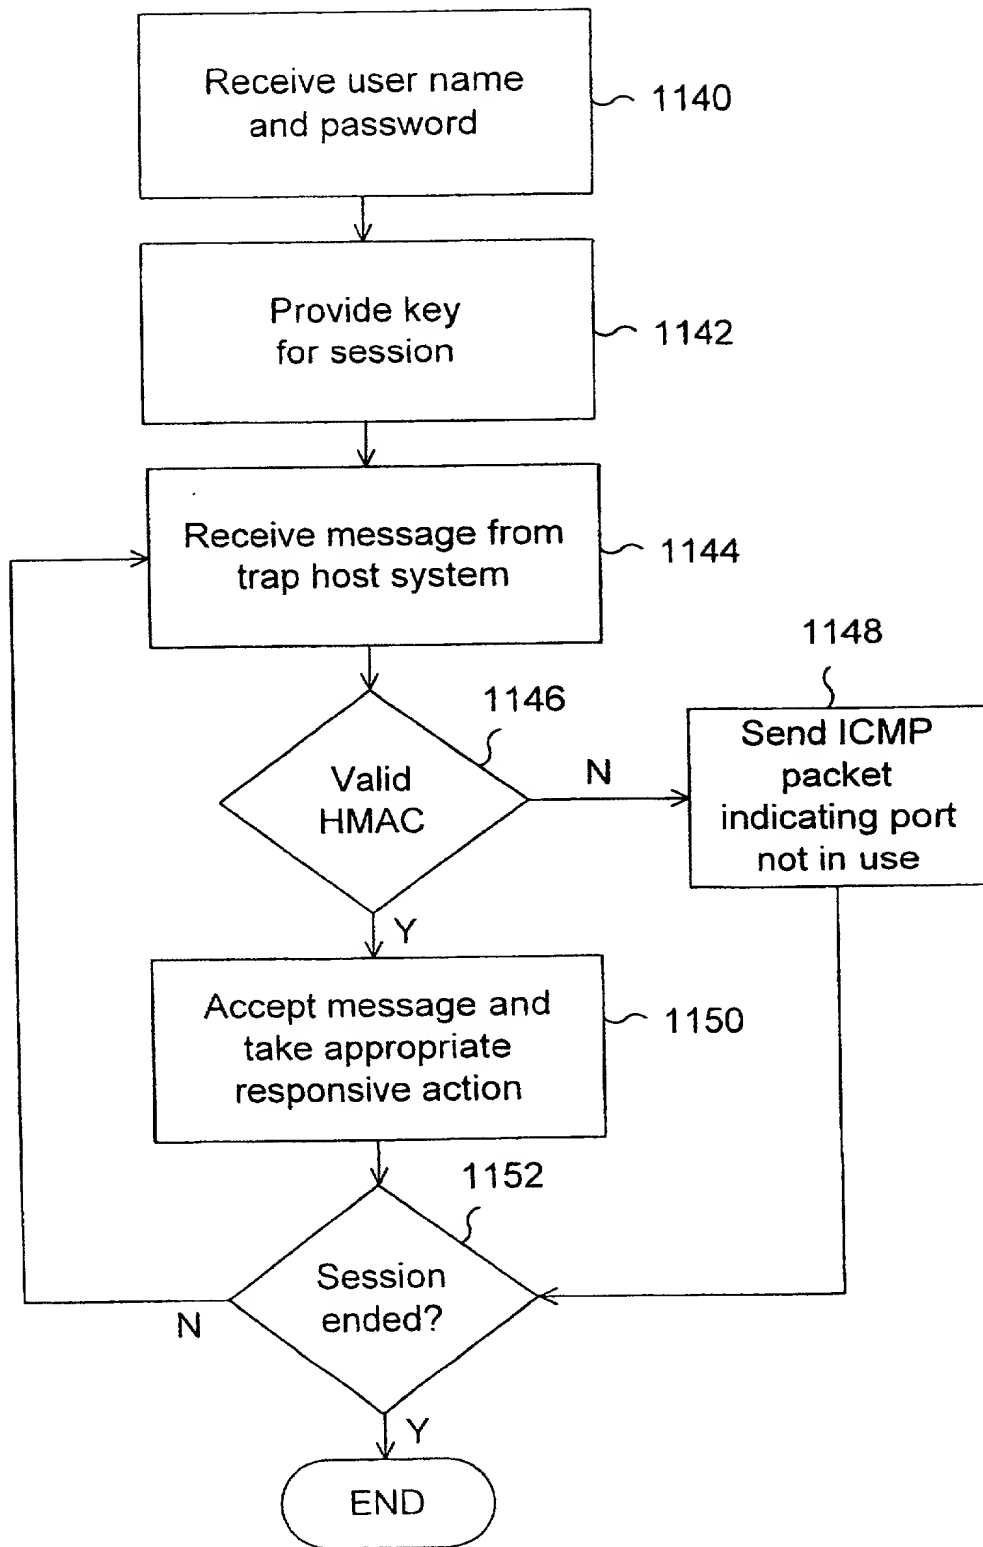 Receive user name
and password
1140
Provide key
for session
1142
Receive message from
trap host system
1144
1146
Valid
HMAC
N
1148
Send ICMP
packet
indicating port
not in use
Y
Accept message and
take appropriate
responsive action
1150
1152
Session
ended?
N
Y
END